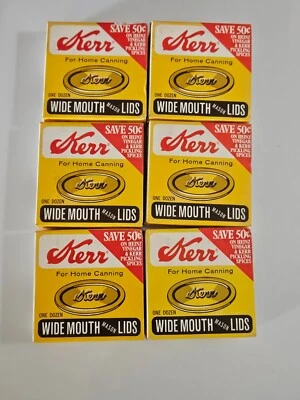 Kerr
SAVE 50¢
ON HEINZ
VINEGAR
& KERR
PICKLING
SPICES
For Home Canning
Kerr
ONE DOZEN
WIDE MOUTH MASON LIDS
Kerr
SAVE 50¢
ON HEINZ
VINEGAR
& KERR
PICKLING
SPICES
For Home Canning
Kerr
ONE DOZEN
WIDE MOUTH MASON LIDS
Kerr
SAVE 50¢
ON HEINZ
VINEGAR
& KERR
PICKLING
SPICES
For Home Canning
Kerr
ONE DOZEN
WIDE MOUTH MASON LIDS
Kerr
SAVE 50¢
ON HEINZ
VINEGAR
& KERR
PICKLING
SPICES
For Home Canning
Kerr
ONE DOZEN
WIDE MOUTH MASON LIDS
Kerr
SAVE 50¢
ON HEINZ
VINEGAR
& KERR
PICKLING
SPICES
For Home Canning
Kerr
ONE DOZEN
WIDE MOUTH MASON LIDS
Kerr
SAVE 50¢
ON HEINZ
VINEGAR
& KERR
PICKLING
SPICES
For Home Canning
Kerr
ONE DOZEN
WIDE MOUTH MASON LIDS